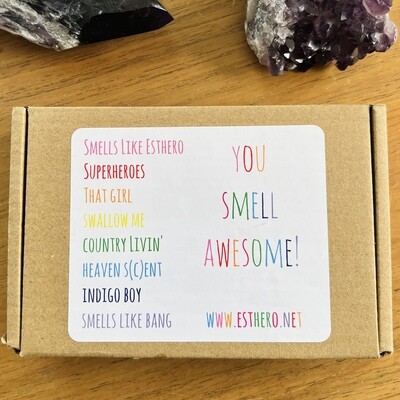 Smells Like Esthero
Superheroes
That girl
swallow me
country Livin'
heaven s(c)ent
indigo boy
smells like bang
YOU
SMELL
AWESOME!
WWW.ESTHERO.NET